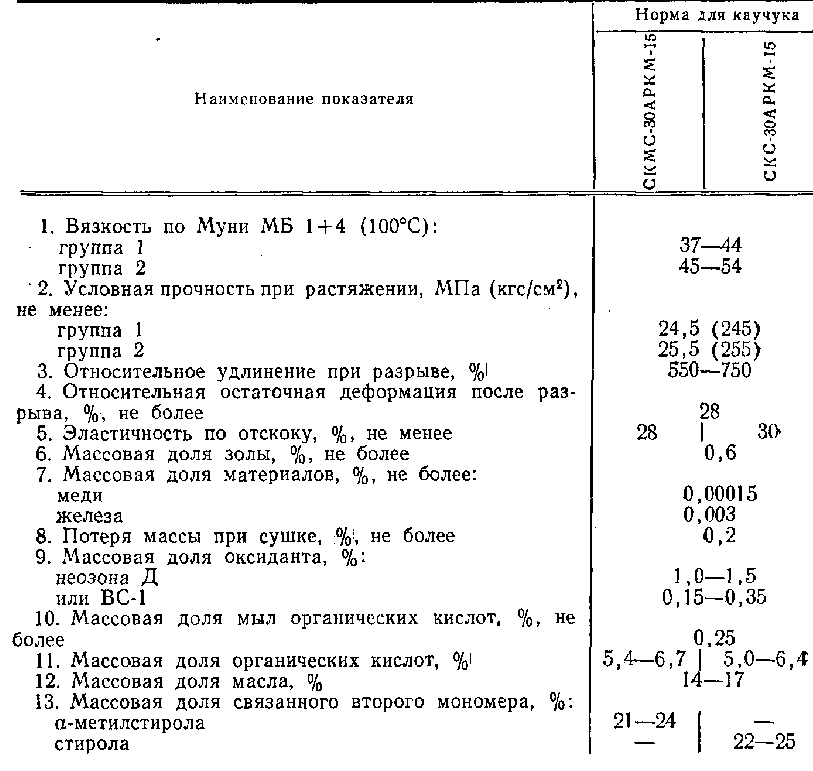 Норма для каучука
Наименование показателя
СКМС-30АРКМ-15
СКС-30АРКМ-15
1. Вязкость по Муни МБ 1+4 (100°С):
группа 1 37—44
группа 2 45—54
2. Условная прочность при растяжении, МПа (кгс/см²),
не менее:
группа 1 24,5 (245)
группа 2 25,5 (255)
3. Относительное удлинение при разрыве, % 550—750
4. Относительная остаточная деформация после раз-
рыва, %, не более 28
5. Эластичность по отскоку, %, не менее 28 30
6. Массовая доля золы, %, не более 0,6
7. Массовая доля материалов, %, не более:
меди 0,00015
железа 0,003
8. Потеря массы при сушке, %, не более 0,2
9. Массовая доля оксиданта, %:
неозона Д 1,0—1,5
или ВС-1 0,15—0,35
10. Массовая доля мыл органических кислот, %, не
более 0,25
11. Массовая доля органических кислот, % 5,4—6,7 5,0—6,4
12. Массовая доля масла, % 14—17
13. Массовая доля связанного второго мономера, %:
α-метилстирола 21—24 —
стирола — 22—25